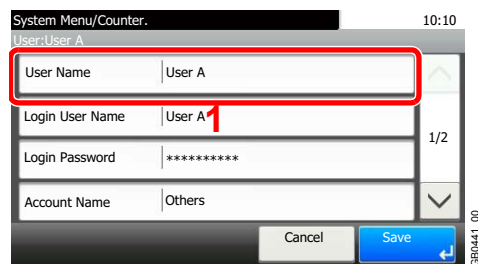 System Menu/Counter. 10:10
User:User A
User Name User A
Login User Name User A
1
1/2
Login Password **********
Account Name Others
Cancel Save
GB0441_00